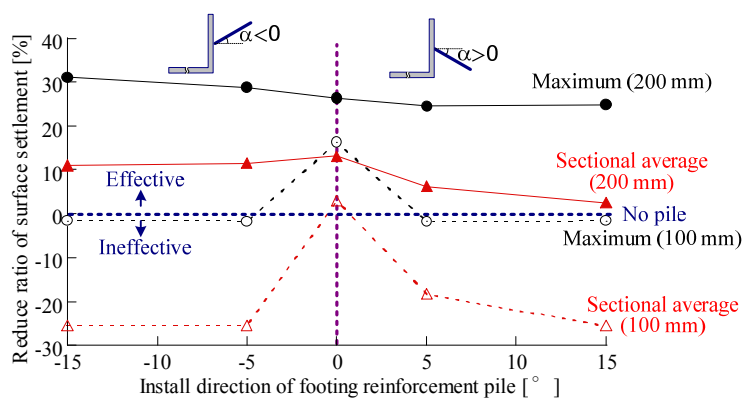 Reduce ratio of surface settlement [%]
40
30
20
10
0
-10
-20
-30
α<0
α>0
Maximum (200 mm)
Sectional average
(200 mm)
Effective
No pile
Ineffective
Maximum (100 mm)
Sectional average
(100 mm)
-15
-10
-5
0
5
10
15
Install direction of footing reinforcement pile [°]